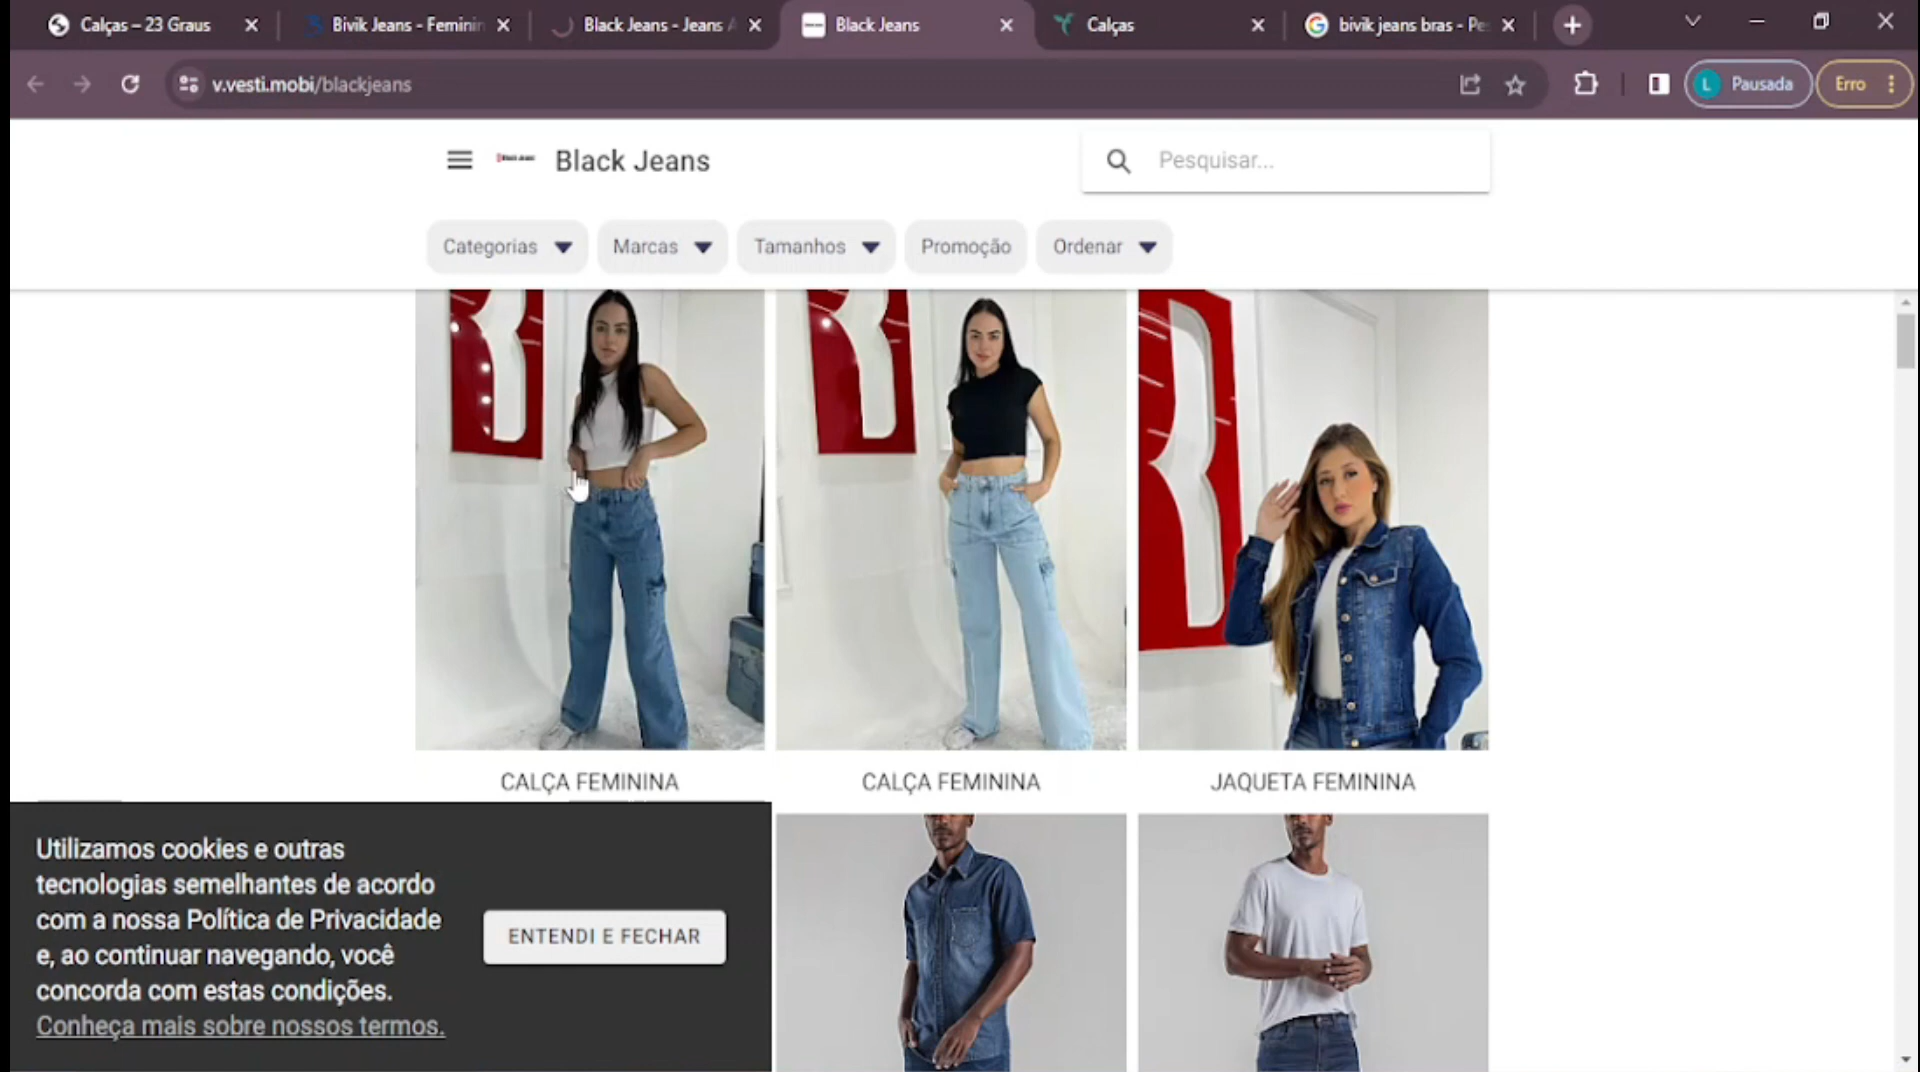 Calças – 23 Graus
Bivik Jeans - Feminin
Black Jeans - Jeans A
Black Jeans
Calças
bivik jeans bras - Pes
v.vesti.mobi/blackjeans
L Pausada
Erro
Black Jeans
Pesquisar...
Categorias
Marcas
Tamanhos
Promoção
Ordenar
CALÇA FEMININA
CALÇA FEMININA
JAQUETA FEMININA
Utilizamos cookies e outras
tecnologias semelhantes de acordo
com a nossa Política de Privacidade
e, ao continuar navegando, você
concorda com estas condições.
Conheça mais sobre nossos termos.
ENTENDI E FECHAR